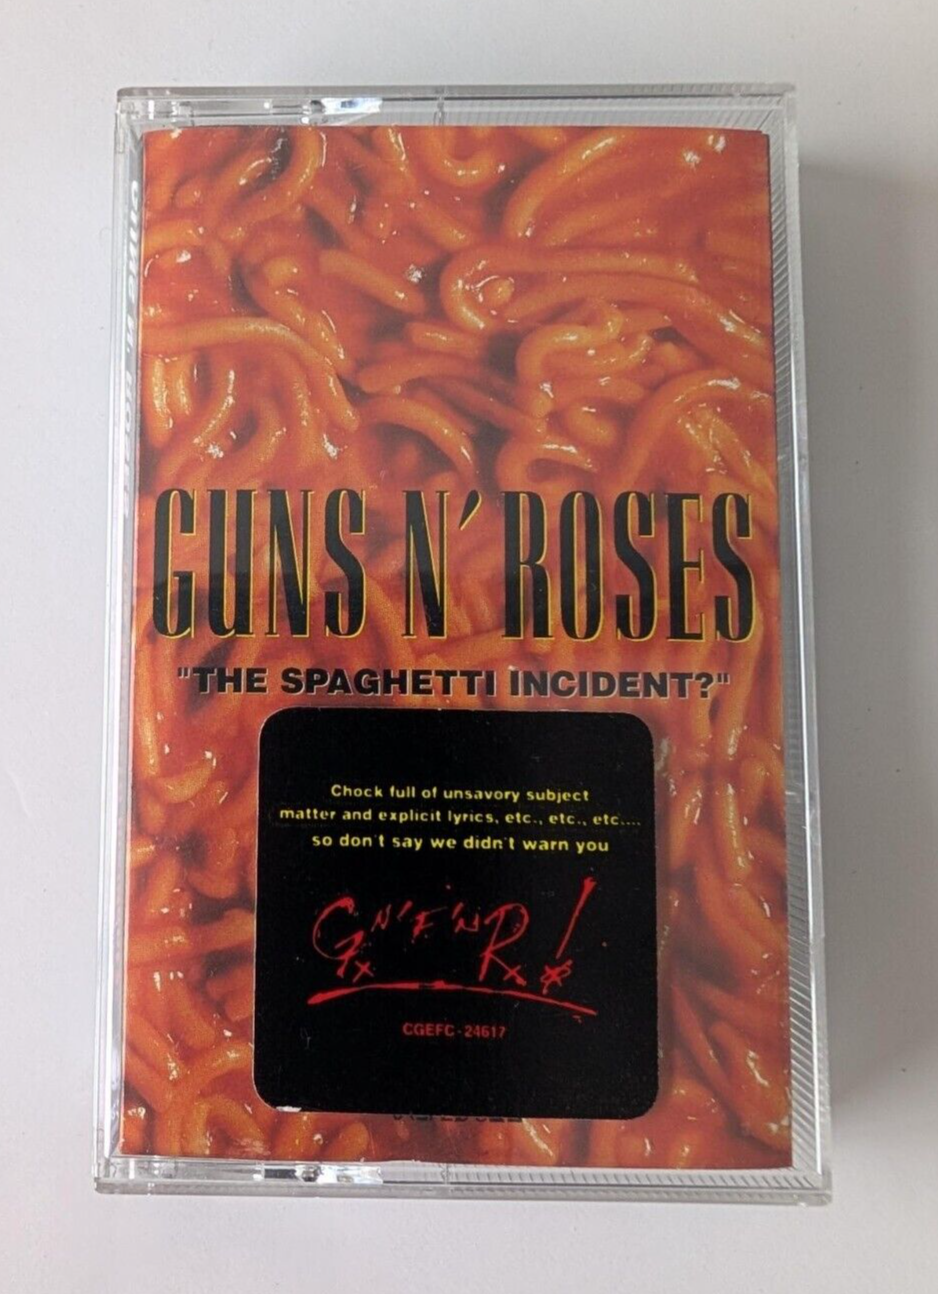 GUNS N' ROSES
"THE SPAGHETTI INCIDENT?"
Chock full of unsavory subject
matter and explicit lyrics, etc., etc., etc....
so don't say we didn't warn you
G N' F' N R !
CGEFC-24617